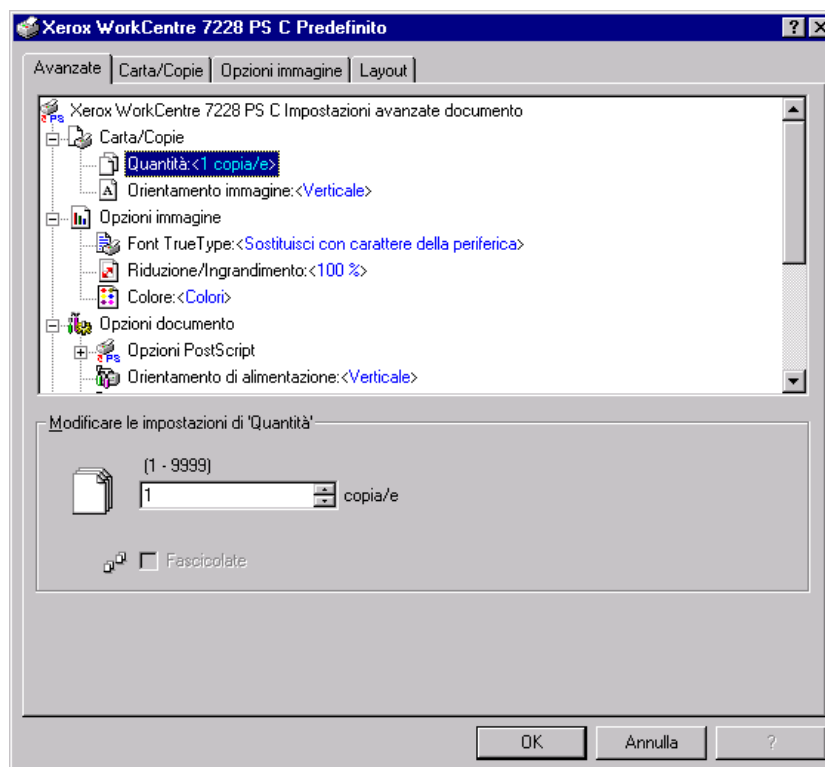 Xerox WorkCentre 7228 PS C Predefinito
Avanzate Carta/Copie Opzioni immagine Layout
Xerox WorkCentre 7228 PS C Impostazioni avanzate documento
Carta/Copie
Quantità:<1 copia/e>
Orientamento immagine:<Verticale>
Opzioni immagine
Font TrueType:<Sostituisci con carattere della periferica>
Riduzione/Ingrandimento:<100 %>
Colore:<Colori>
Opzioni documento
Opzioni PostScript
Orientamento di alimentazione:<Verticale>
Modificare le impostazioni di 'Quantità'
(1 - 9999)
1 copia/e
Fascicolate
OK Annulla ?